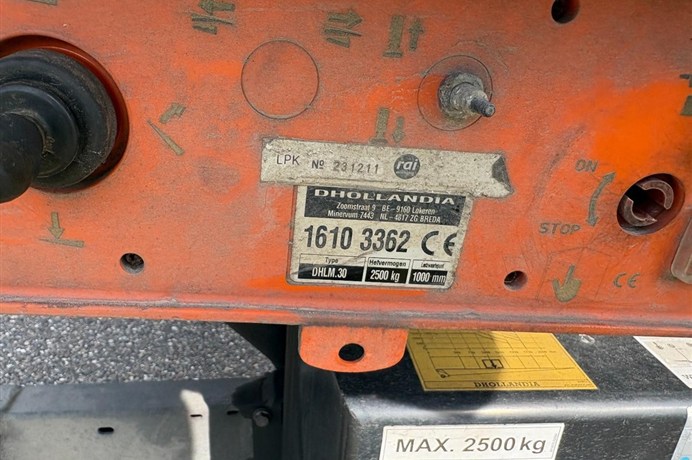 LPK Nº 231211 rai
DHOLLANDIA
Zoomstraat 9 BE - 9160 Lokeren
Minervum 7443 NL - 4817 ZG BREDA
1610 3362 CE
Type Hefvermogen
DHLM.30 2500 kg 1000 mm
ON
STOP
CE
DHOLLANDIA
MAX. 2500 kg